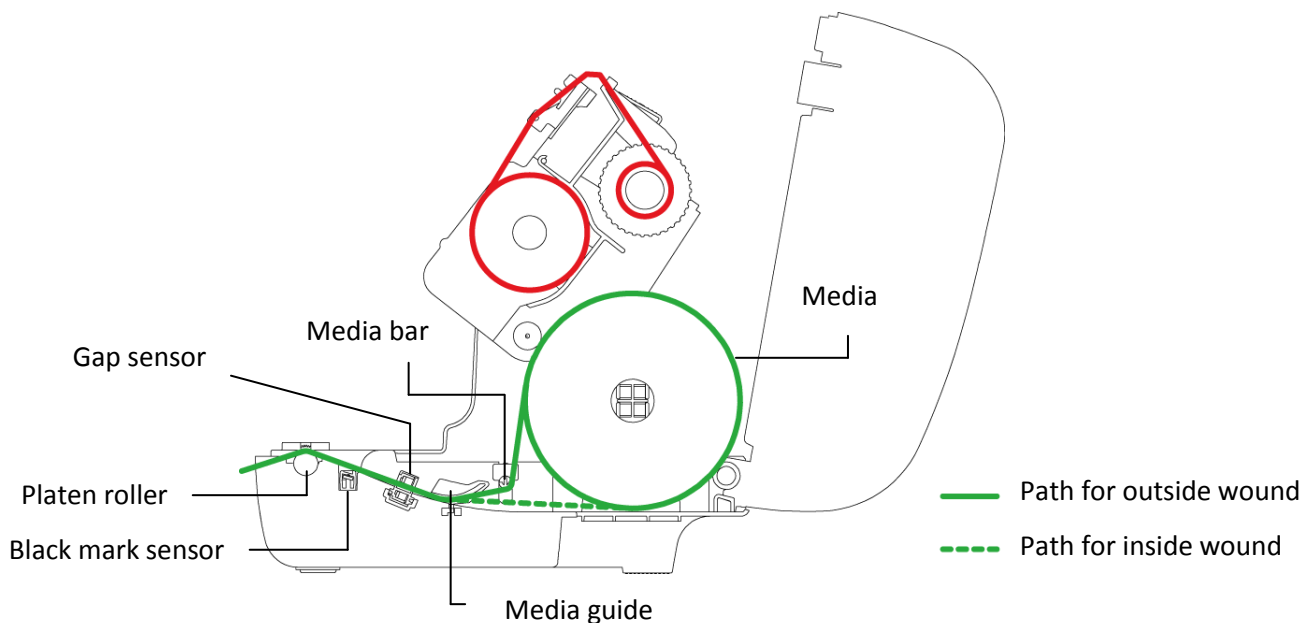 Media
Media bar
Gap sensor
Platen roller
Black mark sensor
Media guide
Path for outside wound
Path for inside wound